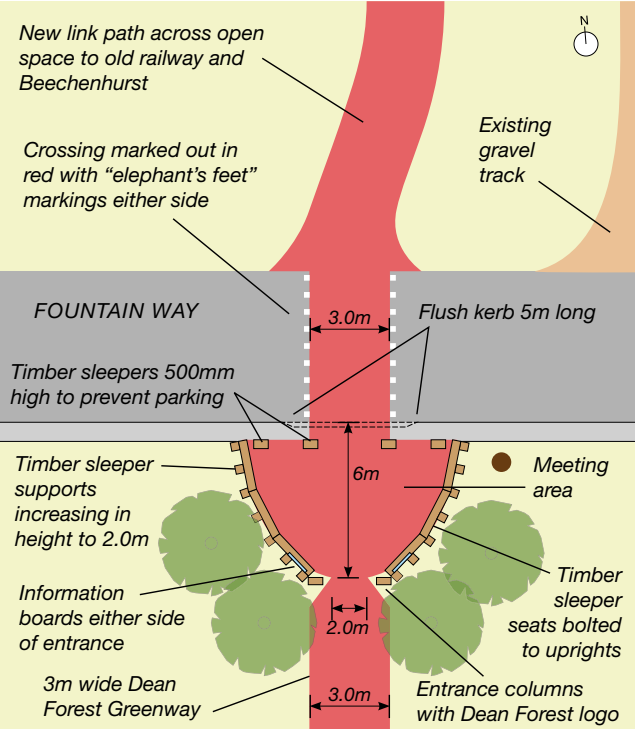 New link path across open
space to old railway and
Beechenhurst
N
Existing
gravel
track
Crossing marked out in
red with “elephant’s feet”
markings either side
FOUNTAIN WAY
3.0m
Flush kerb 5m long
Timber sleepers 500mm
high to prevent parking
6m
Timber sleeper
supports
increasing in
height to 2.0m
Meeting
area
Information
boards either side
of entrance
2.0m
Timber
sleeper
seats bolted
to uprights
3m wide Dean
Forest Greenway
3.0m
Entrance columns
with Dean Forest logo